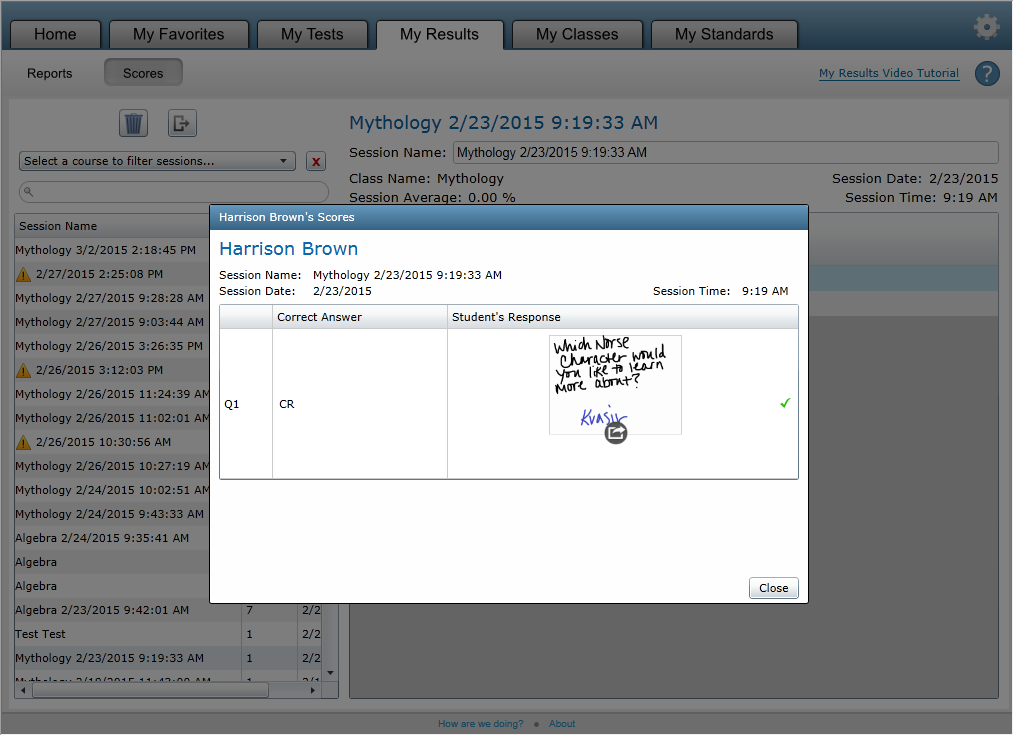 Home
My Favorites
My Tests
My Results
My Classes
My Standards
Reports
Scores
My Results Video Tutorial
?
Mythology 2/23/2015 9:19:33 AM
Select a course to filter sessions...
x
Session Name: Mythology 2/23/2015 9:19:33 AM
Class Name: Mythology
Session Date: 2/23/2015
Session Average: 0.00 %
Session Time: 9:19 AM
Session Name
Mythology 3/2/2015 2:18:45 PM
2/27/2015 2:25:08 PM
Mythology 2/27/2015 9:28:28 AM
Mythology 2/27/2015 9:03:44 AM
Mythology 2/26/2015 3:26:35 PM
2/26/2015 3:12:03 PM
Mythology 2/26/2015 11:24:39 AM
Mythology 2/26/2015 11:02:01 AM
2/26/2015 10:30:56 AM
Mythology 2/26/2015 10:27:19 AM
Mythology 2/24/2015 10:02:51 AM
Mythology 2/24/2015 9:43:33 AM
Algebra 2/24/2015 9:35:41 AM
Algebra
Algebra
Algebra 2/23/2015 9:42:01 AM 7 2/2
Test Test 1 2/2
Mythology 2/23/2015 9:19:33 AM 1 2/2
Harrison Brown's Scores
Harrison Brown
Session Name: Mythology 2/23/2015 9:19:33 AM
Session Date: 2/23/2015
Session Time: 9:19 AM
Correct Answer
Student's Response
Q1
CR
Which Norse
Character would
you like to learn
more about?
Kvasir
Close
How are we doing?
About